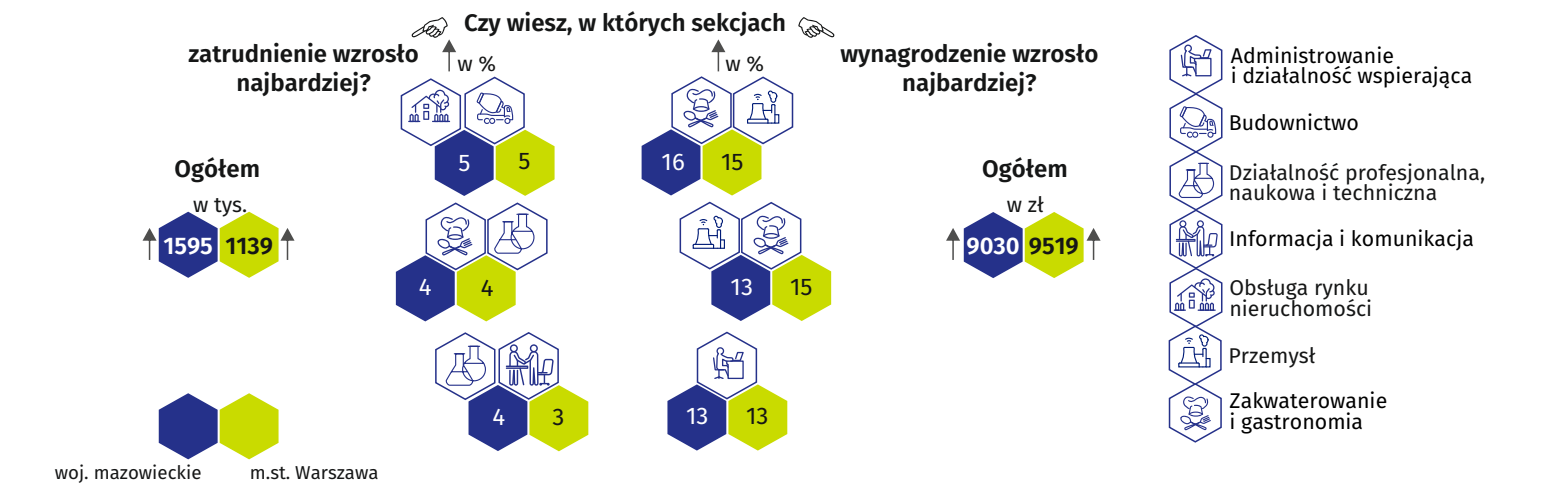 Czy wiesz, w których sekcjach
zatrudnienie wzrosło
najbardziej?
w %
w %
wynagrodzenie wzrosło
najbardziej?
Ogółem
w tys.
1595 1139
5 5
4 4
4 3
16 15
13 15
13 13
Ogółem
w zł
9030 9519
Administrowanie
i działalność wspierająca
Budownictwo
Działalność profesjonalna,
naukowa i techniczna
Informacja i komunikacja
Obsługa rynku
nieruchomości
Przemysł
Zakwaterowanie
i gastronomia
woj. mazowieckie m.st. Warszawa